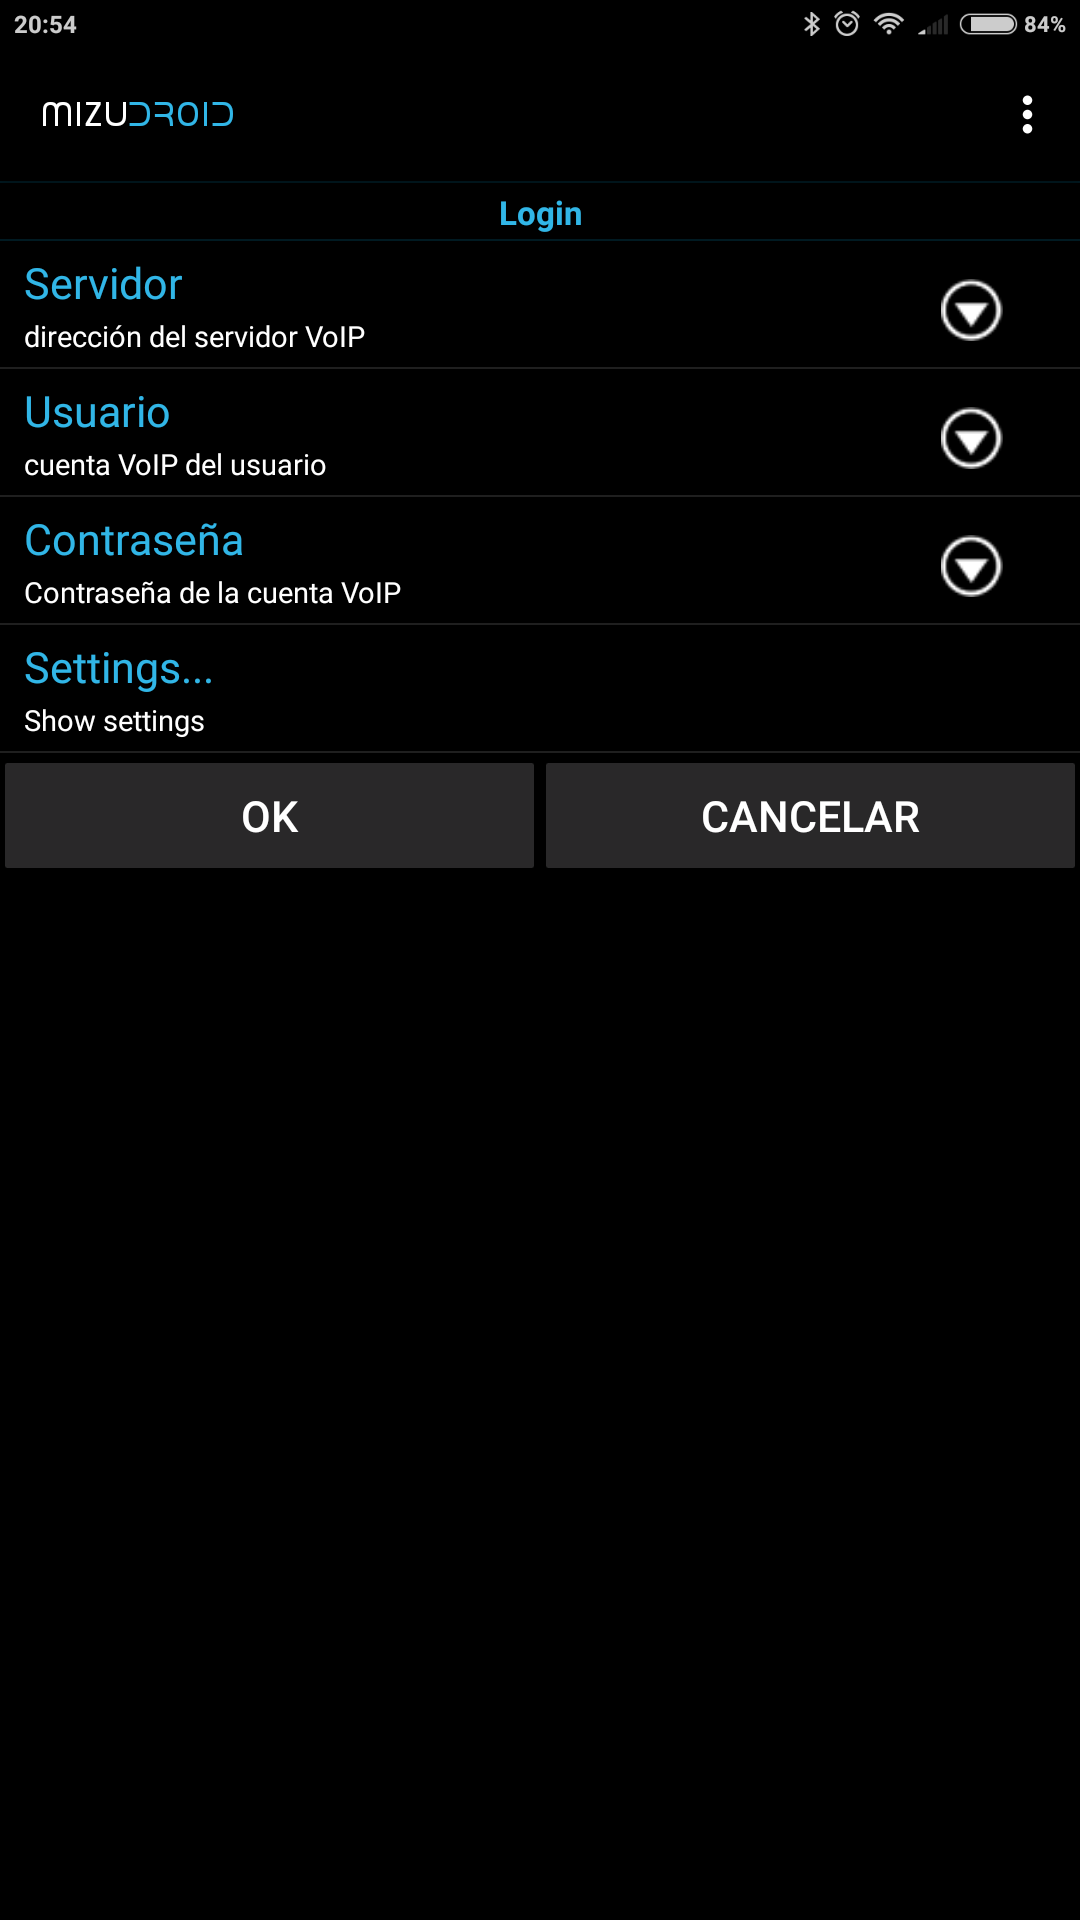 20:54 84%
MIZUDROID
Login
Servidor
dirección del servidor VoIP
Usuario
cuenta VoIP del usuario
Contraseña
Contraseña de la cuenta VoIP
Settings...
Show settings
OK CANCELAR